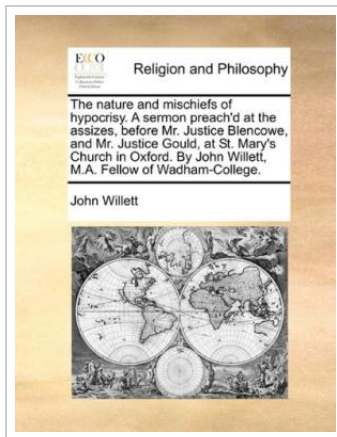 ECCO
Religion and Philosophy
The nature and mischiefs of
hypocrisy. A sermon preach'd at the
assizes, before Mr. Justice Blencowe,
and Mr. Justice Gould, at St. Mary's
Church in Oxford. By John Willett,
M.A. Fellow of Wadham-College.
John Willett